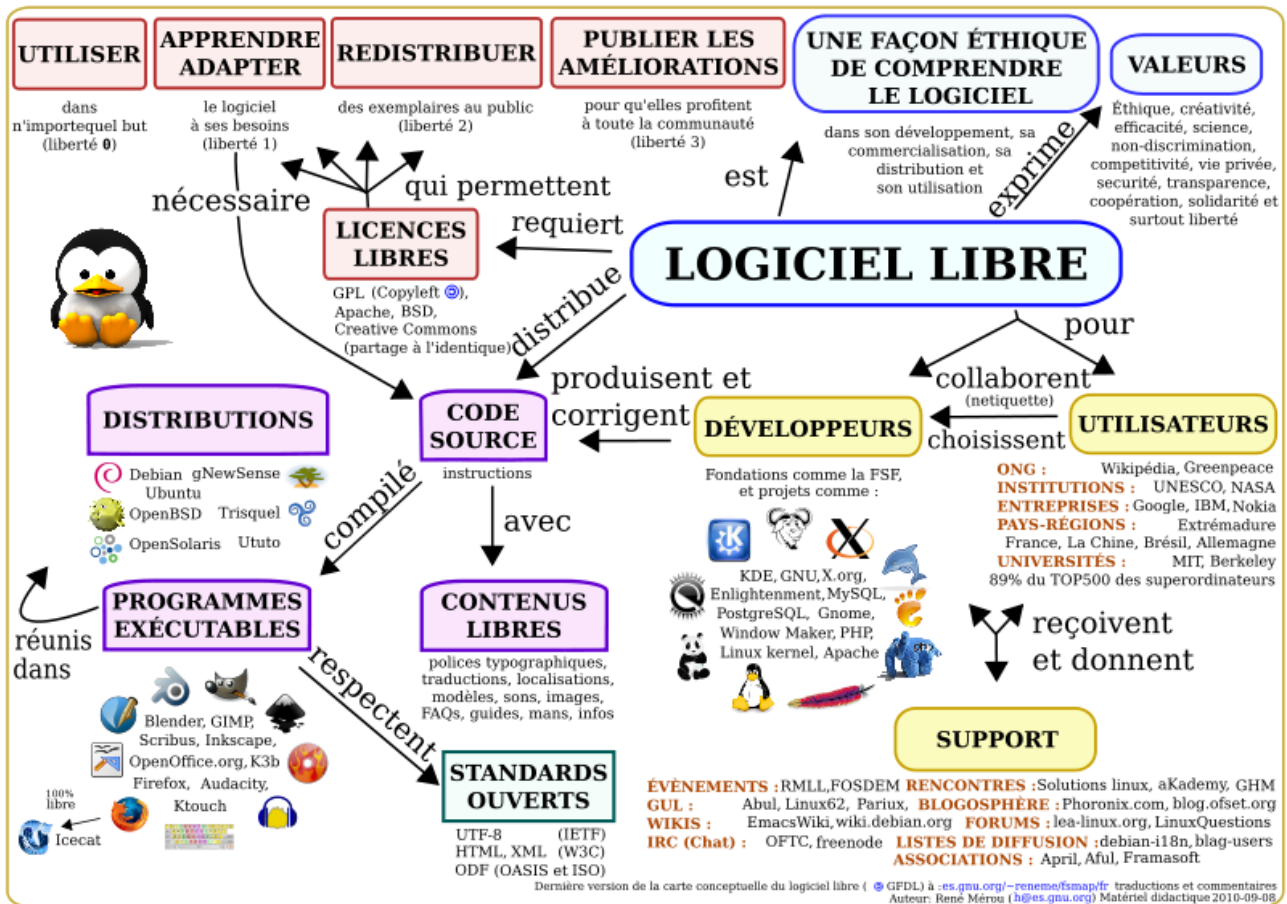 UTILISER
dans
n'importequel but
(liberté 0)
APPRENDRE
ADAPTER
le logiciel
à ses besoins
(liberté 1)
REDISTRIBUER
des exemplaires au public
(liberté 2)
PUBLIER LES
AMÉLIORATIONS
pour qu'elles profitent
à toute la communauté
(liberté 3)
UNE FAÇON ÉTHIQUE
DE COMPRENDRE
LE LOGICIEL
dans son développement, sa
commercialisation, sa
distribution et
son utilisation
VALEURS
Éthique, créativité,
efficacité, science,
non-discrimination,
competitivité, vie privée,
securité, transparence,
coopération, solidarité et
surtout liberté
exprime
est
nécessaire
qui permettent
requiert
LICENCES
LIBRES
GPL (Copyleft),
Apache, BSD,
Creative Commons
(partage à l'identique)
LOGICIEL LIBRE
distribue
pour
collaborent
(netiquette)
choisissent
produisent et
corrigent
DISTRIBUTIONS
Debian gNewSense
Ubuntu
OpenBSD Trisquel
OpenSolaris Ututo
CODE
SOURCE
instructions
DÉVELOPPEURS
Fondations comme la FSF,
et projets comme :
KDE, GNU, X.org,
Enlightenment, MySQL,
PostgreSQL, Gnome,
Window Maker, PHP,
Linux kernel, Apache
UTILISATEURS
ONG : Wikipédia, Greenpeace
INSTITUTIONS : UNESCO, NASA
ENTREPRISES : Google, IBM, Nokia
PAYS-RÉGIONS : Extrémadure
France, La Chine, Brésil, Allemagne
UNIVERSITÉS : MIT, Berkeley
89% du TOP500 des superordinateurs
compilé
avec
réunis
dans
PROGRAMMES
EXÉCUTABLES
Blender, GIMP,
Scribus, Inkscape,
OpenOffice.org, K3b
Firefox, Audacity,
Ktouch
100%
libre
Icecat
respectent
CONTENUS
LIBRES
polices typographiques,
traductions, localisations,
modèles, sons, images,
FAQs, guides, mans, infos
STANDARDS
OUVERTS
UTF-8 (IETF)
HTML, XML (W3C)
ODF (OASIS et ISO)
reçoivent
et donnent
SUPPORT
ÉVÈNEMENTS : RMLL, FOSDEM RENCONTRES : Solutions linux, aKademy, GHM
GUL : Abul, Linux62, Pariux, BLOGOSPHÈRE : Phoronix.com, blog.ofset.org
WIKIS : EmacsWiki, wiki.debian.org FORUMS : lea-linux.org, LinuxQuestions
IRC (Chat) : OFTC, freenode LISTES DE DIFFUSION : debian-i18n, blag-users
ASSOCIATIONS : April, Aful, Framasoft
Dernière version de la carte conceptuelle du logiciel libre ( GFDL) à :es.gnu.org/~reneme/fsmap/fr traductions et commentaires
Auteur: René Mérou (h@es.gnu.org) Matériel didactique 2010-09-08